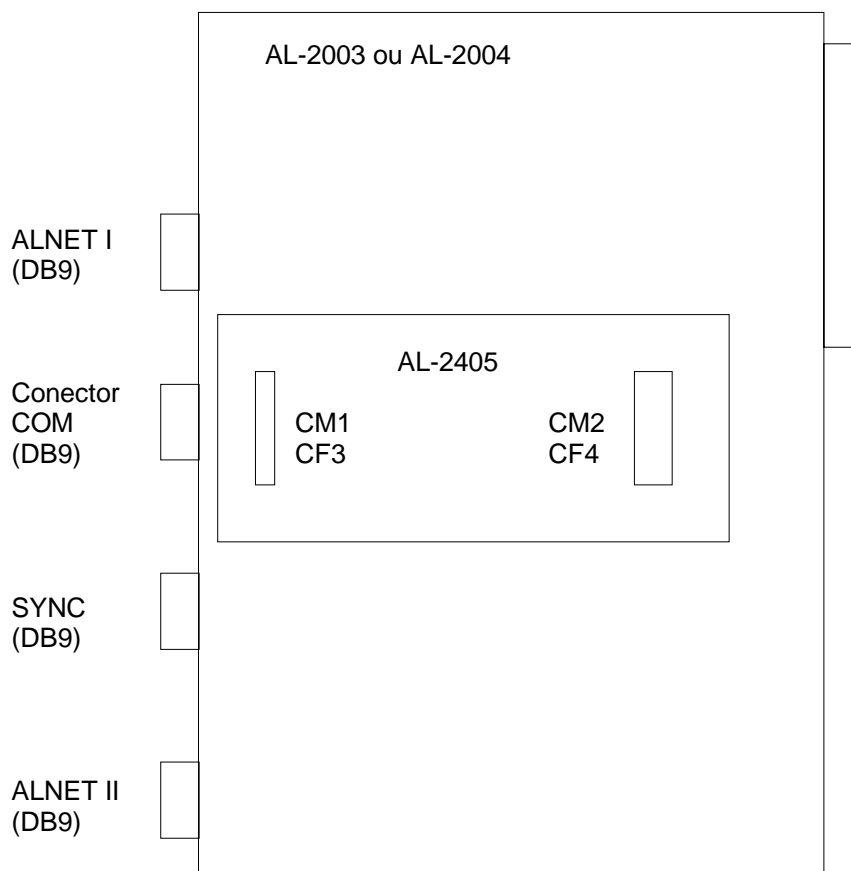 AL-2003 ou AL-2004
ALNET I
(DB9)
AL-2405
Conector
COM
(DB9)
CM1
CF3
CM2
CF4
SYNC
(DB9)
ALNET II
(DB9)